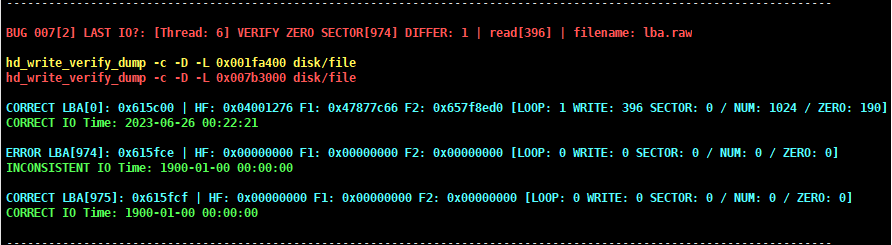 --------------------------------------------------------------------------------------------------------------------
BUG 007[2] LAST IO?: [Thread: 6] VERIFY ZERO SECTOR[974] DIFFER: 1 | read[396] | filename: lba.raw
hd_write_verify_dump -c -D -L 0x001fa400 disk/file
hd_write_verify_dump -c -D -L 0x007b3000 disk/file
CORRECT LBA[0]: 0x615c00 | HF: 0x04001276 F1: 0x47877c66 F2: 0x657f8ed0 [LOOP: 1 WRITE: 396 SECTOR: 0 / NUM: 1024 / ZERO: 190]
CORRECT IO Time: 2023-06-26 00:22:21
ERROR LBA[974]: 0x615fce | HF: 0x00000000 F1: 0x00000000 F2: 0x00000000 [LOOP: 0 WRITE: 0 SECTOR: 0 / NUM: 0 / ZERO: 0]
INCONSISTENT IO Time: 1900-01-00 00:00:00
CORRECT LBA[975]: 0x615fcf | HF: 0x00000000 F1: 0x00000000 F2: 0x00000000 [LOOP: 0 WRITE: 0 SECTOR: 0 / NUM: 0 / ZERO: 0]
CORRECT IO Time: 1900-01-00 00:00:00
--------------------------------------------------------------------------------------------------------------------